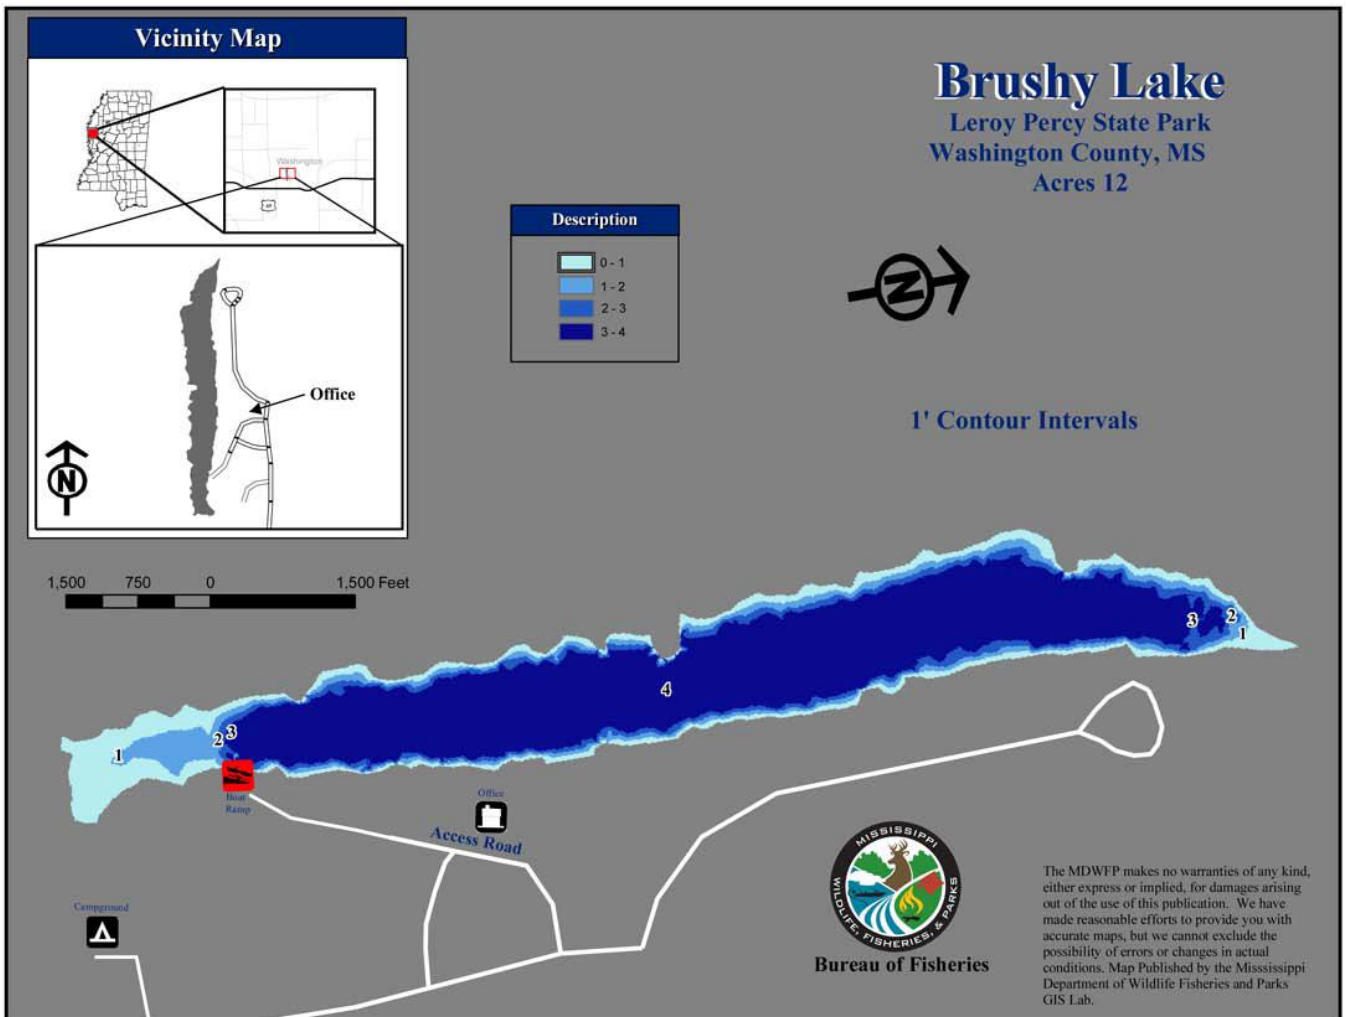 Vicinity Map
Washington
Office
N
Brushy Lake
Leroy Percy State Park
Washington County, MS
Acres 12
Description
0 - 1
1 - 2
2 - 3
3 - 4
N
1' Contour Intervals
1,500 750 0 1,500 Feet
3
2
1
4
1
2
3
Boat
Ramp
Office
Access Road
Campground
MISSISSIPPI
WILDLIFE, FISHERIES, & PARKS
Bureau of Fisheries
The MDWFP makes no warranties of any kind,
either express or implied, for damages arising
out of the use of this publication. We have
made reasonable efforts to provide you with
accurate maps, but we cannot exclude the
possibility of errors or changes in actual
conditions. Map Published by the Misssissippi
Department of Wildlife Fisheries and Parks
GIS Lab.